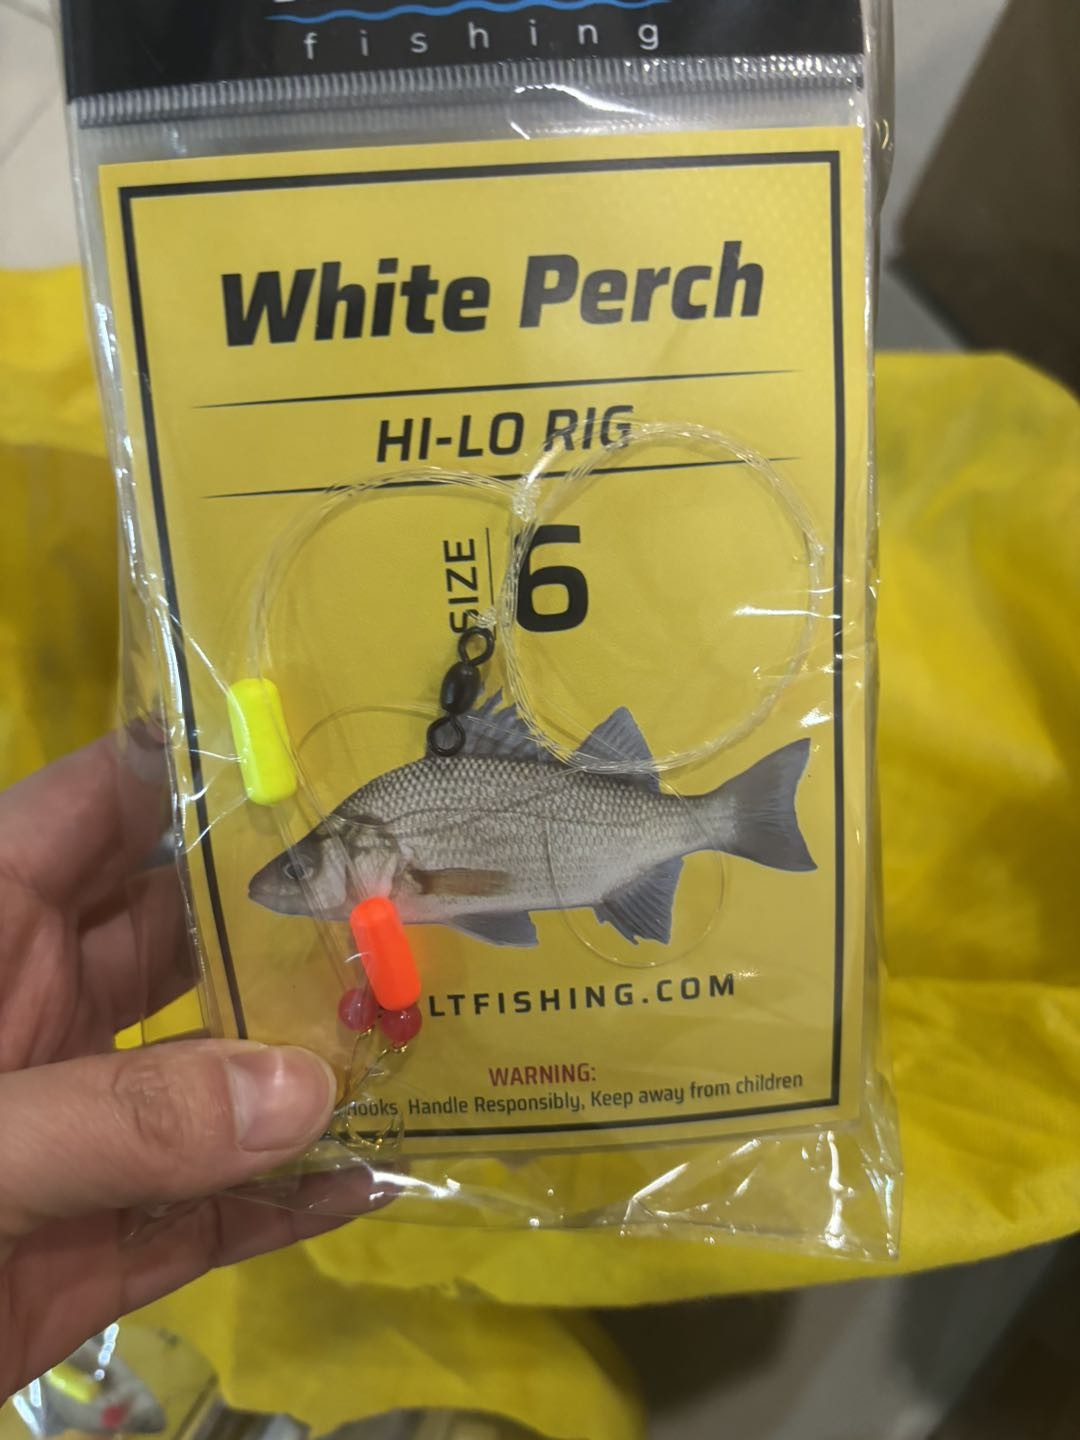 fishing
White Perch
HI-LO RIG
SIZE
6
LTFISHING.COM
WARNING:
Hooks, Handle Responsibly, Keep away from children